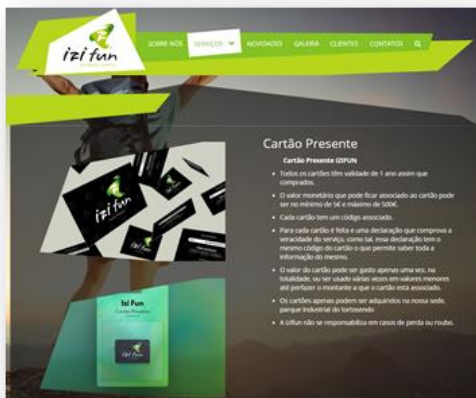 izi fun
SOBRE NÓS SERVIÇOS NOVIDADES GALERIA CLIENTES CONTATOS
Cartão Presente
Cartão Presente IZIFUN
Todos os cartões têm validade de 1 ano assim que
comprados.
O valor monetário que pode ficar associado ao cartão pode
ser no mínimo de 5€ e máximo de 500€.
Cada cartão tem um código associado.
Para cada cartão é feita e uma declaração que comprova a
veracidade do serviço, como tal, essa declaração tem o
mesmo código do cartão o que permite saber toda a
informação do mesmo.
O valor do cartão pode ser gasto apenas uma vez, na
totalidade, ou ser usado várias vezes em valores menores
até perfazer o montante a que o cartão está associado.
Os cartões apenas podem ser adquiridos na nossa sede,
parque industrial do tortosendo
A izifun não se responsabiliza em casos de perda ou roubo.
izi fun
izi fun
Izi Fun
Cartão Presente
izi fun